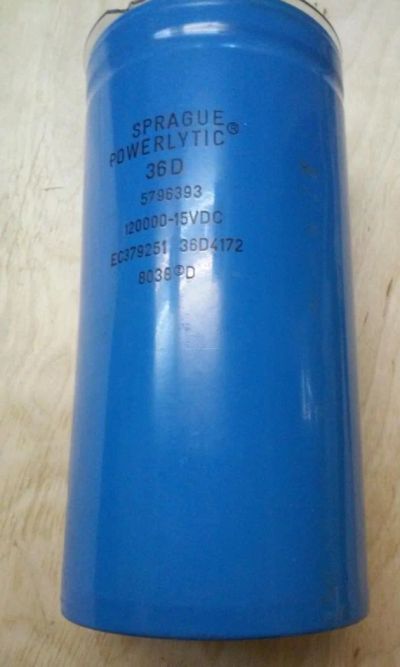 SPRAGUE
POWERLYTIC®
36D
5796393
120000-15VDC
EC379251 36D4172
8038©D